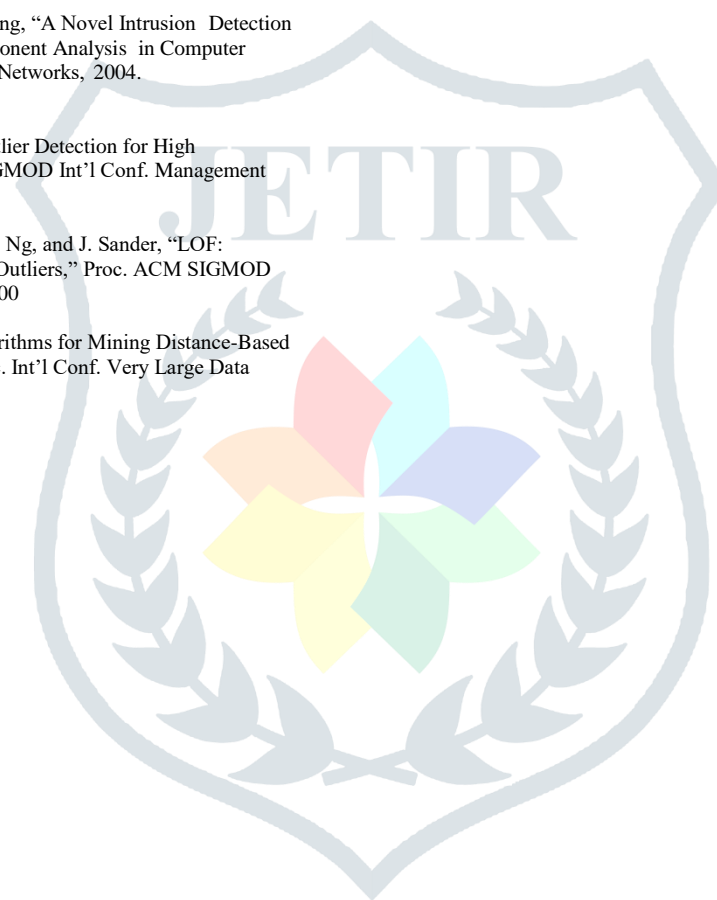 ng, “A Novel Intrusion Detection
onent Analysis in Computer
Networks, 2004.
tlier Detection for High
GMOD Int’l Conf. Management
JETIR
Ng, and J. Sander, “LOF:
Outliers,” Proc. ACM SIGMOD
00
rithms for Mining Distance-Based
. Int’l Conf. Very Large Data